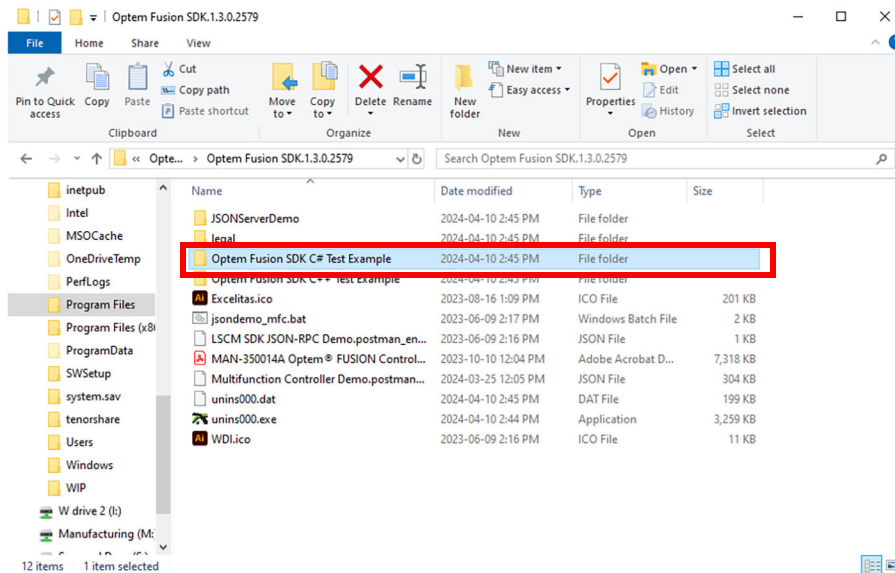 Optem Fusion SDK.1.3.0.2579
File Home Share View
Pin to Quick access
Copy
Paste
Cut
Copy path
Paste shortcut
Clipboard
Move to
Copy to
Delete
Rename
Organize
New folder
New item
Easy access
New
Properties
Open
Edit
History
Open
Select all
Select none
Invert selection
Select
« Opte... › Optem Fusion SDK.1.3.0.2579
Search Optem Fusion SDK.1.3.0.2579
inetpub
Intel
MSOCache
OneDriveTemp
PerfLogs
Program Files
Program Files (x8
ProgramData
SWSetup
system.sav
tenorshare
Users
Windows
WIP
W drive 2 (I:)
Manufacturing (M:
Name Date modified Type Size
JSONServerDemo 2024-04-10 2:45 PM File folder
legal 2024-04-10 2:45 PM File folder
Optem Fusion SDK C# Test Example 2024-04-10 2:45 PM File folder
Optem Fusion SDK C++ Test Example 2024-04-10 2:45 PM File folder
Excelitas.ico 2023-08-16 1:09 PM ICO File 201 KB
jsondemo_mfc.bat 2023-06-09 2:17 PM Windows Batch File 2 KB
LSCM SDK JSON-RPC Demo.postman_en... 2023-06-09 2:16 PM JSON File 1 KB
MAN-350014A Optem® FUSION Control... 2023-10-10 12:04 PM Adobe Acrobat D... 7,318 KB
Multifunction Controller Demo.postman... 2024-03-25 12:05 PM JSON File 304 KB
unins000.dat 2024-04-10 2:45 PM DAT File 199 KB
unins000.exe 2024-04-10 2:44 PM Application 3,259 KB
WDI.ico 2023-06-09 2:16 PM ICO File 11 KB
12 items 1 item selected